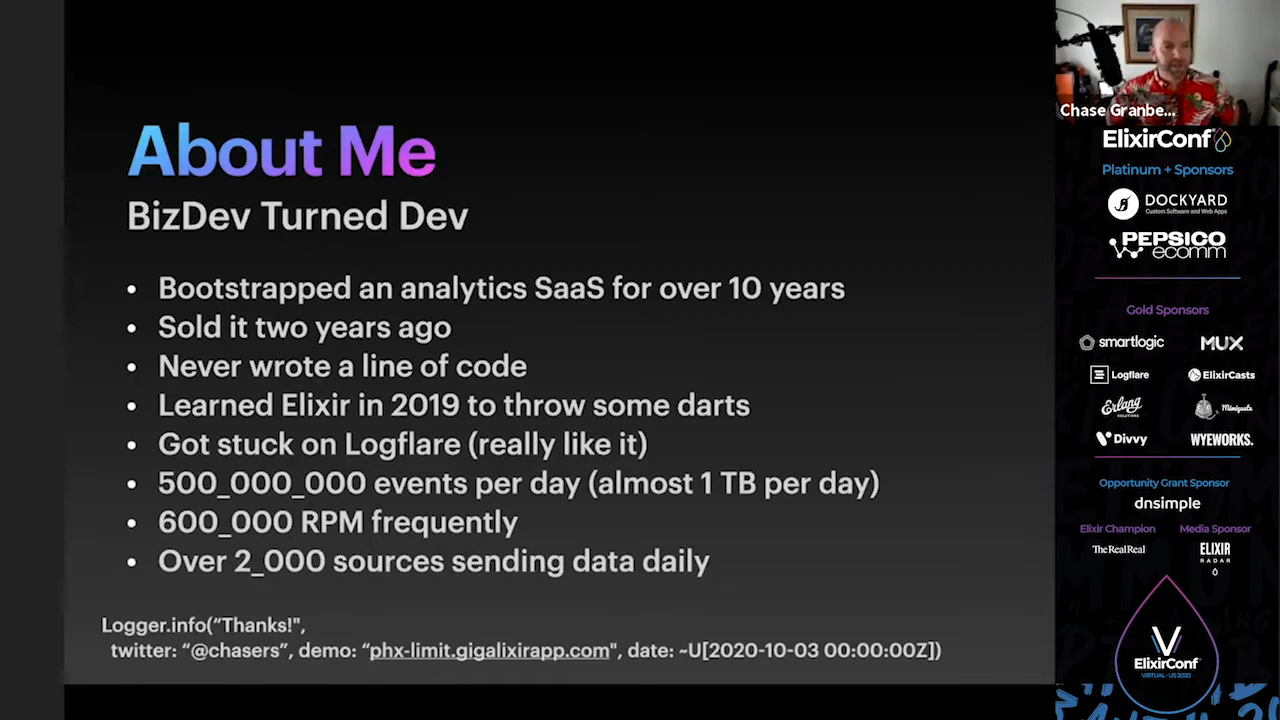 About Me
BizDev Turned Dev
• Bootstrapped an analytics SaaS for over 10 years
• Sold it two years ago
• Never wrote a line of code
• Learned Elixir in 2019 to throw some darts
• Got stuck on Logflare (really like it)
• 500_000_000 events per day (almost 1 TB per day)
• 600_000 RPM frequently
• Over 2_000 sources sending data daily
Logger.info(“Thanks!",
twitter: “@chasers”, demo: “phx-limit.gigalixirapp.com", date: ~U[2020-10-03 00:00:00Z])
Chase Granbe...
ElixirConf
Platinum + Sponsors
DOCKYARD
Custom Software and Web Apps
PEPSICO
ecomm
Gold Sponsors
smartlogic
MUX
Logflare
ElixirCasts
Erlang
SOLUTIONS
Miniquata
Divvy
WYEWORKS.
Opportunity Grant Sponsor
dnsimple
Elixir Champion
Media Sponsor
TheRealReal
ELIXIR
RADAR
ElixirConf
VIRTUAL - US 2020